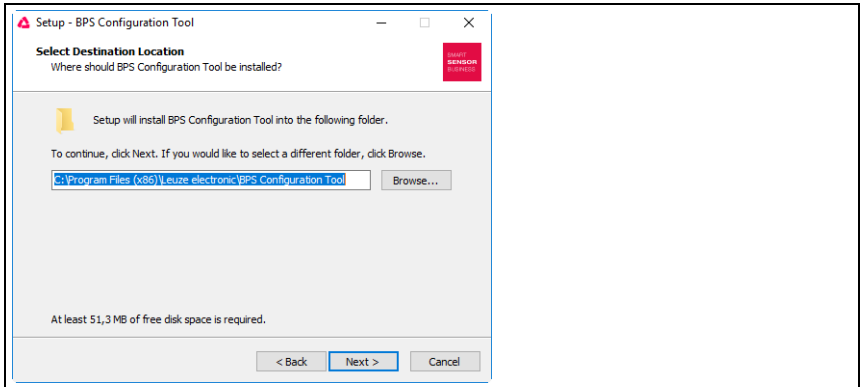 Setup - BPS Configuration Tool
Select Destination Location
Where should BPS Configuration Tool be installed?
SMART
SENSOR
BUSINESS
Setup will install BPS Configuration Tool into the following folder.
To continue, click Next. If you would like to select a different folder, click Browse.
C:\Program Files (x86)\Leuze electronic\BPS Configuration Tool
Browse...
At least 51,3 MB of free disk space is required.
< Back
Next >
Cancel